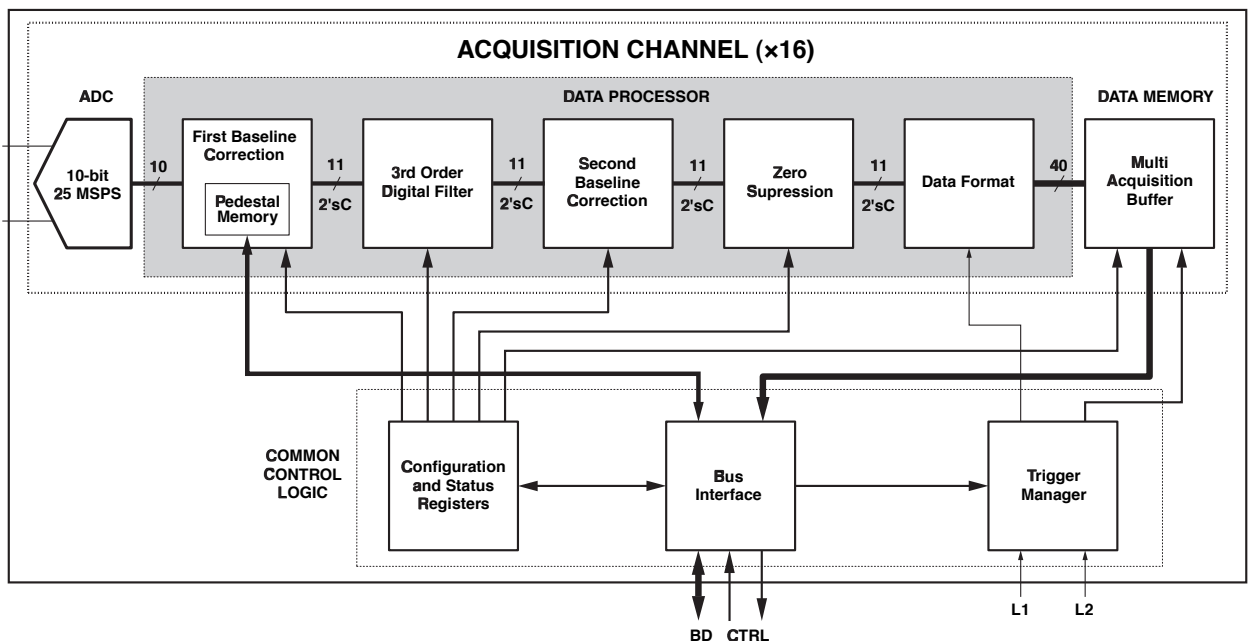 ACQUISITION CHANNEL (×16)
ADC
DATA PROCESSOR
DATA MEMORY
10-bit
25 MSPS
10
First Baseline
Correction
Pedestal
Memory
11
2'sC
3rd Order
Digital Filter
11
2'sC
Second
Baseline
Correction
11
2'sC
Zero
Supression
11
2'sC
Data Format
40
Multi
Acquisition
Buffer
COMMON
CONTROL
LOGIC
Configuration
and Status
Registers
Bus
Interface
Trigger
Manager
BD
CTRL
L1
L2